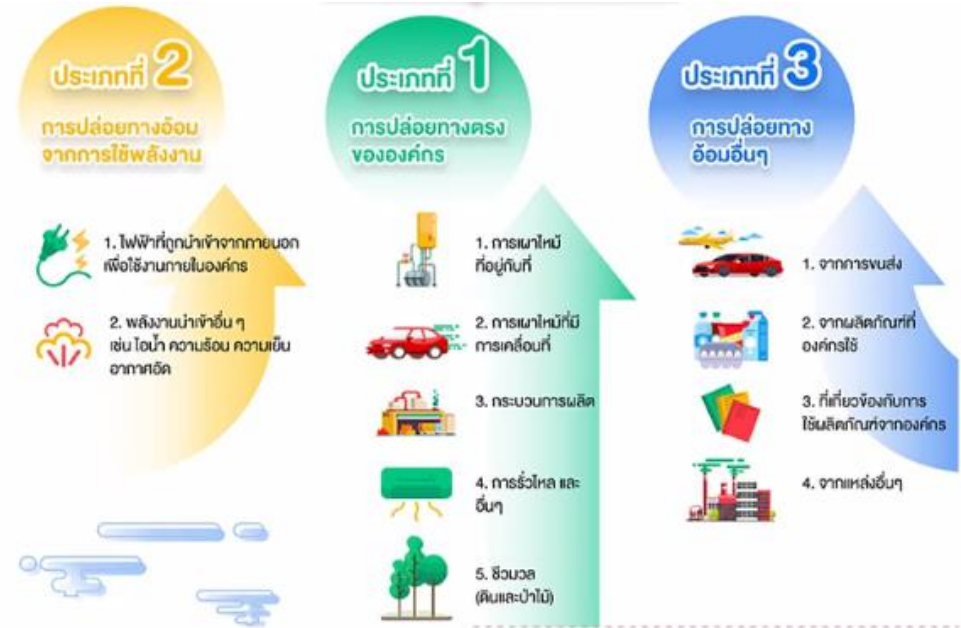 ประเภทที่ 2
การปล่อยทางอ้อม
จากการใช้พลังงาน
1. ไฟฟ้าที่ถูกนำเข้าจากภายนอก
เพื่อใช้งานภายในองค์กร
2. พลังงานนำเข้าอื่น ๆ
เช่น ไอน้ำ ความร้อน ความเย็น
อากาศอัด
ประเภทที่ 1
การปล่อยทางตรง
ขององค์กร
1. การเผาไหม้
ที่อยู่กับที่
2. การเผาไหม้ที่มี
การเคลื่อนที่
3. กระบวนการผลิต
4. การรั่วไหล และ
อื่นๆ
5. ชีวมวล
(ดินและป่าไม้)
ประเภทที่ 3
การปล่อยทาง
อ้อมอื่นๆ
1. จากการขนส่ง
2. จากผลิตภัณฑ์ที่
องค์กรใช้
3. ที่เกี่ยวข้องกับการ
ใช้ผลิตภัณฑ์จากองค์กร
4. จากแหล่งอื่นๆ